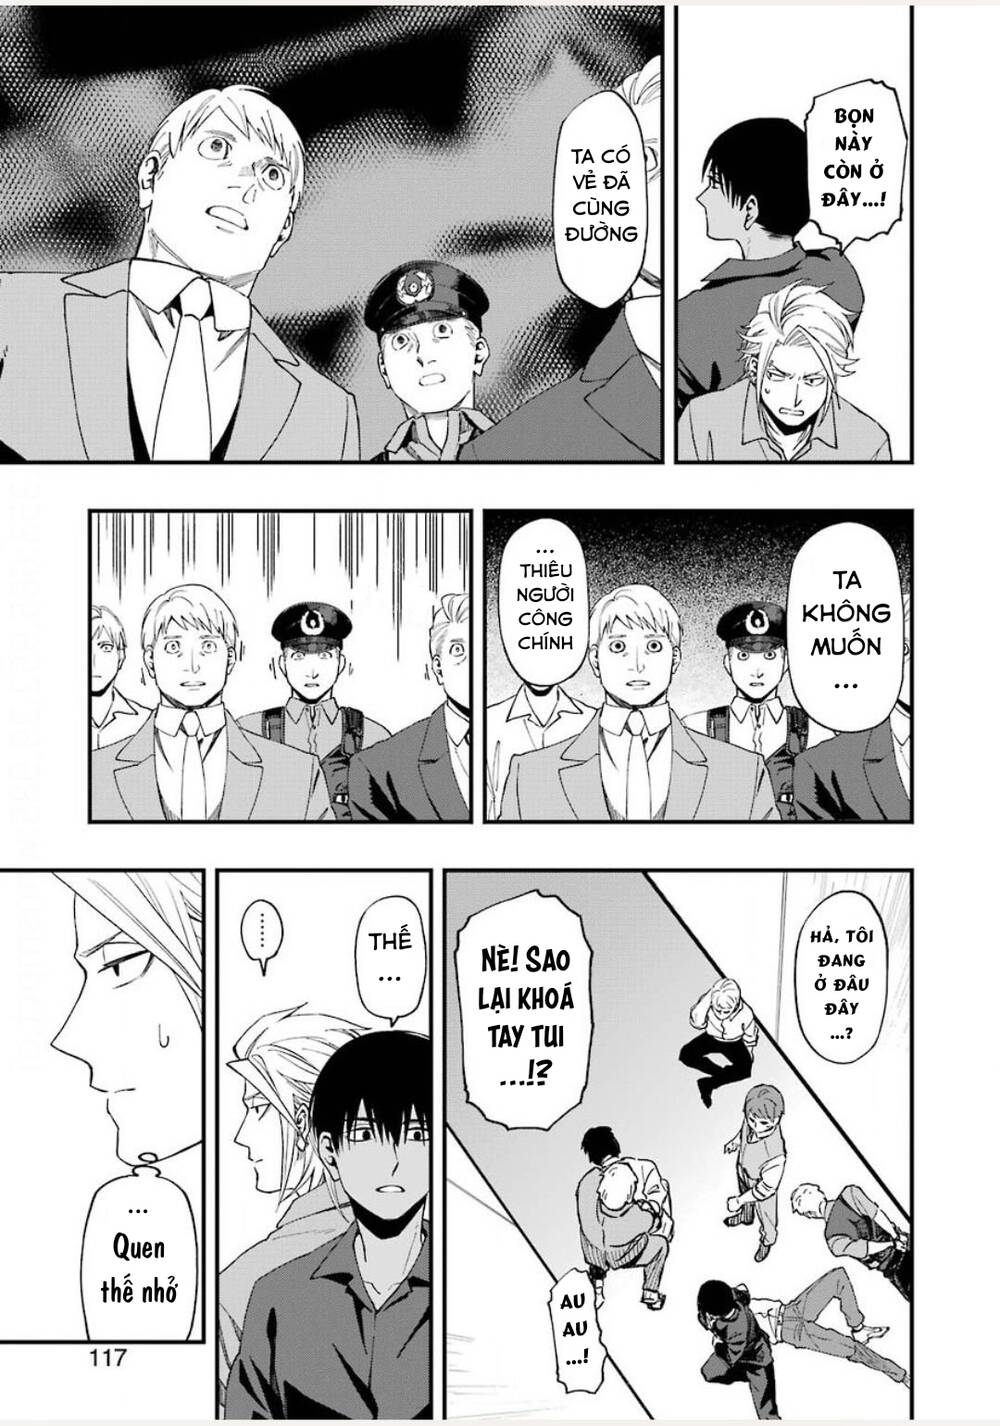 BỌN
NÀY
CÒN Ở
ĐÂY...!
TA CÓ
VẺ ĐÃ
CÙNG
ĐƯỜNG
TA
KHÔNG
MUỐN
...
...
THIÊU
NGƯỜI
CÔNG
CHÍNH
HẢ, TÔI
ĐANG
Ở ĐÂU
ĐÂY
...?
NÈ! SAO
LẠI KHOÁ
TAY TUI
...!?
AU
AU
...!
THẾ
...
......
...
Quen
thế nhở
117